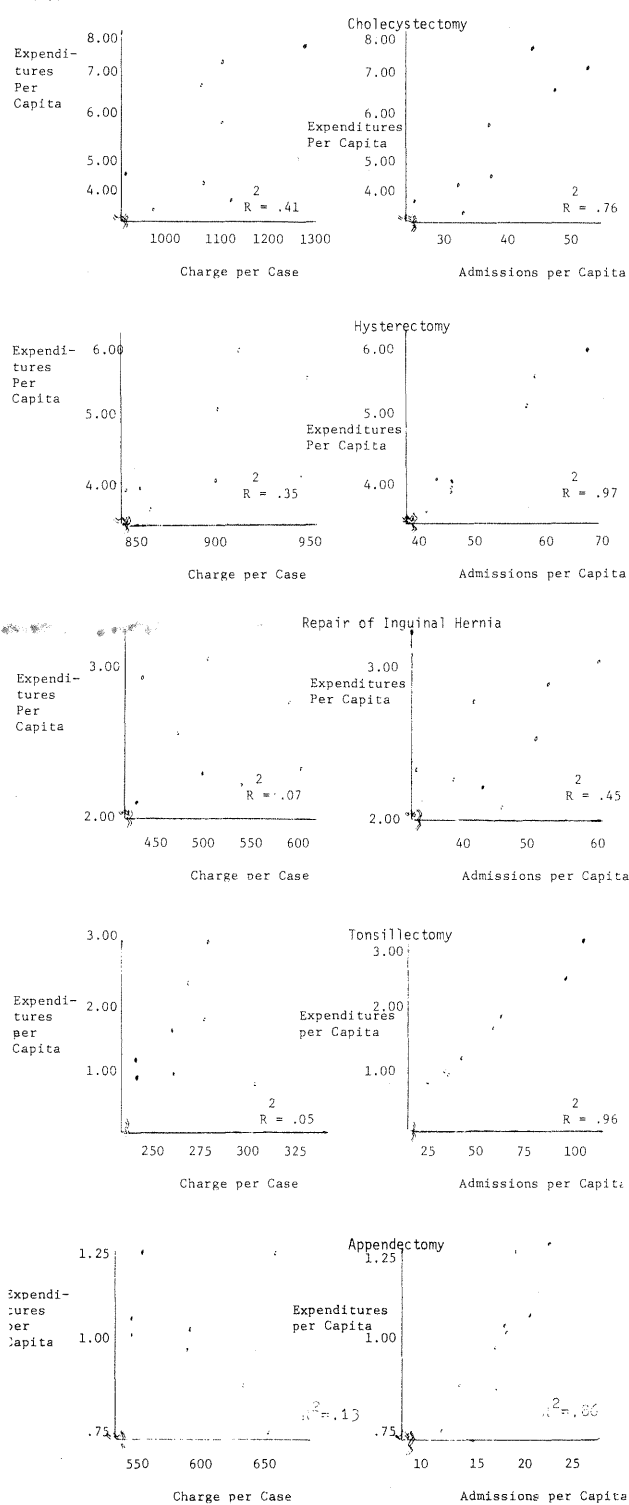 Cholecystectomy
Expendi-
tures
Per
Capita
8.00
7.00
6.00
5.00
4.00
2
R = .41
1000 1100 1200 1300
Charge per Case
8.00
7.00
6.00
Expenditures
Per Capita
5.00
4.00
2
R = .76
30 40 50
Admissions per Capita
Hysterectomy
Expendi-
tures
Per
Capita
6.00
5.00
4.00
2
R = .35
850 900 950
Charge per Case
6.00
5.00
Expenditures
Per Capita
4.00
2
R = .97
40 50 60 70
Admissions per Capita
Repair of Inguinal Hernia
3.00
Expendi-
tures
Per
Capita
2
R = .07
2.00
450 500 550 600
Charge per Case
3.00
Expenditures
Per Capita
2
R = .45
2.00
40 50 60
Admissions per Capita
Tonsillectomy
3.00
Expendi-
tures
per
Capita
2.00
1.00
2
R = .05
250 275 300 325
Charge per Case
3.00
2.00
Expenditures
per Capita
1.00
2
R = .96
25 50 75 100
Admissions per Capita
Appendectomy
1.25
Expendi-
tures
per
Capita
1.00
R²=.13
.75
550 600 650
Charge per Case
1.25
Expenditures
per Capita
1.00
.75
10 15 20 25
Admissions per Capita